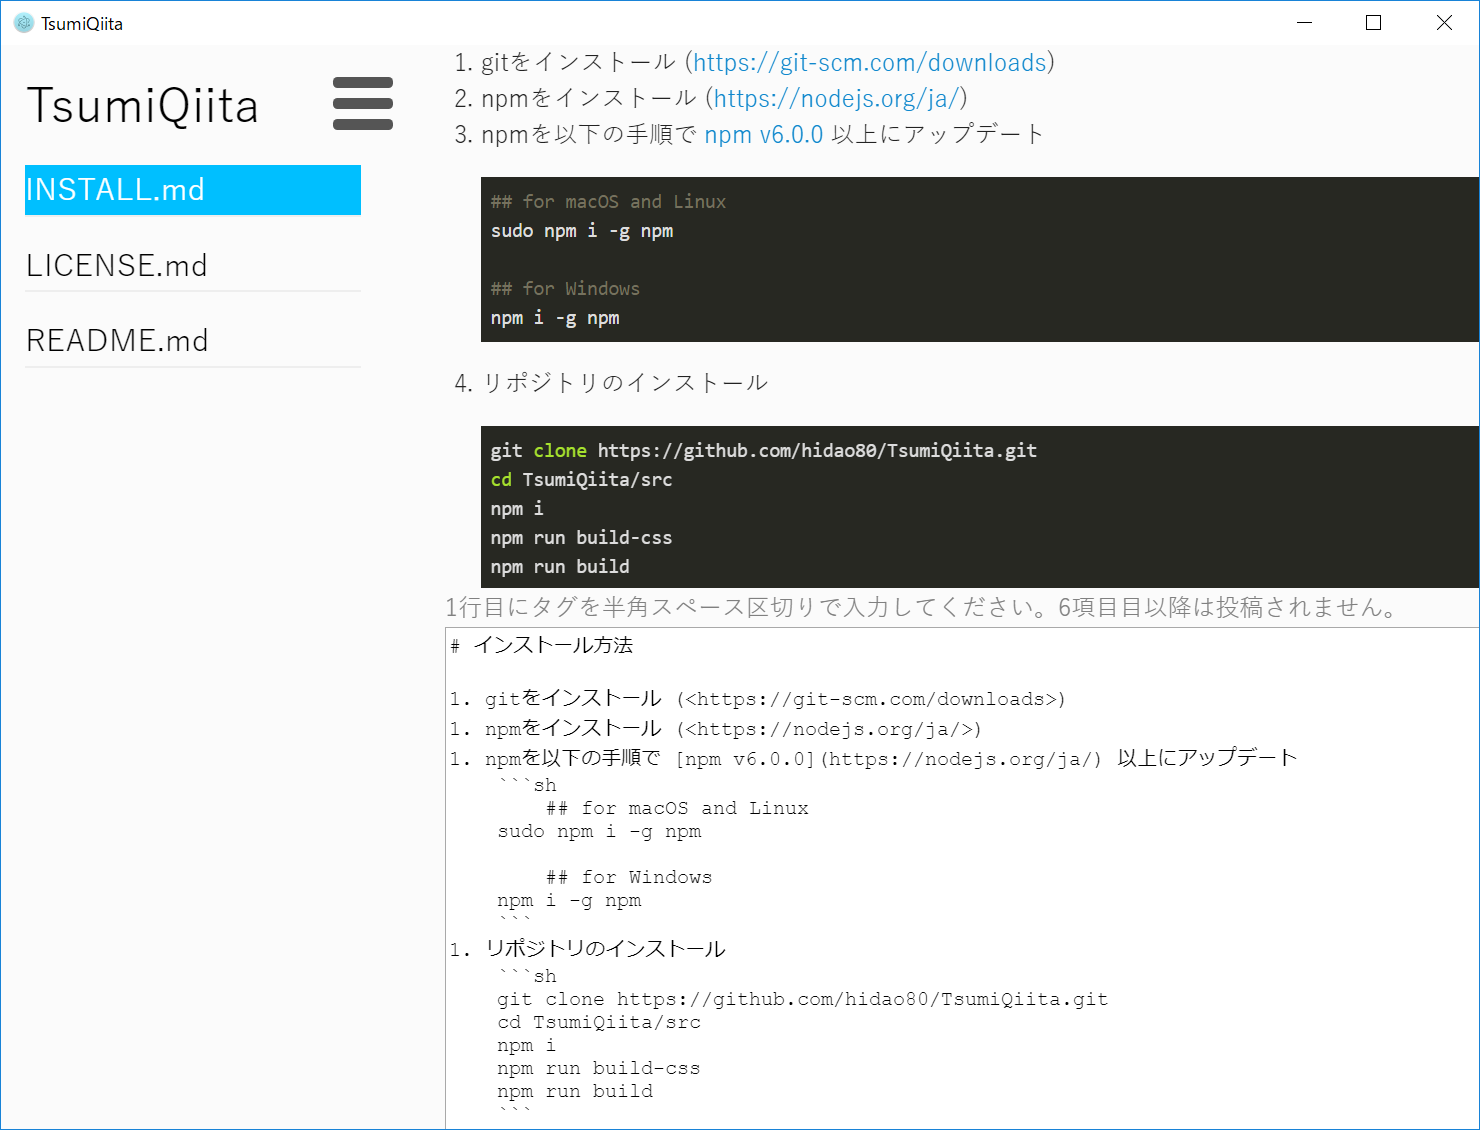 TsumiQiita
TsumiQiita
INSTALL.md
LICENSE.md
README.md
1. gitをインストール (https://git-scm.com/downloads)
2. npmをインストール (https://nodejs.org/ja/)
3. npmを以下の手順で npm v6.0.0 以上にアップデート
## for macOS and Linux
sudo npm i -g npm
## for Windows
npm i -g npm
4. リポジトリのインストール
git clone https://github.com/hidao80/TsumiQiita.git
cd TsumiQiita/src
npm i
npm run build-css
npm run build
1行目にタグを半角スペース区切りで入力してください。6項目目以降は投稿されません。
# インストール方法
1. gitをインストール (<https://git-scm.com/downloads>)
1. npmをインストール (<https://nodejs.org/ja/>)
1. npmを以下の手順で [npm v6.0.0](https://nodejs.org/ja/) 以上にアップデート
```sh
## for macOS and Linux
sudo npm i -g npm
## for Windows
npm i -g npm
```
1. リポジトリのインストール
```sh
git clone https://github.com/hidao80/TsumiQiita.git
cd TsumiQiita/src
npm i
npm run build-css
npm run build
```